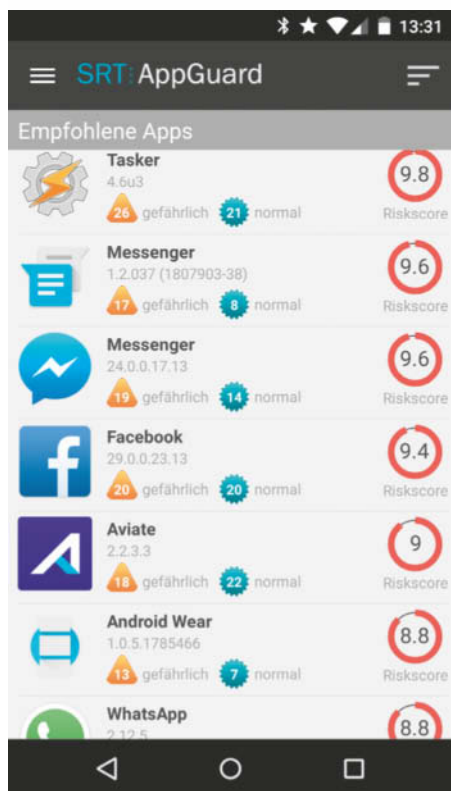 13:31
SRT AppGuard
Empfohlene Apps
Tasker
4.6u3
26 gefährlich 21 normal
9.8
Riskscore
Messenger
1.2.037 (1807903-38)
17 gefährlich 8 normal
9.6
Riskscore
Messenger
24.0.0.17.13
19 gefährlich 14 normal
9.6
Riskscore
Facebook
29.0.0.23.13
20 gefährlich 20 normal
9.4
Riskscore
Aviate
2.2.3.3
18 gefährlich 22 normal
9
Riskscore
Android Wear
1.0.5.1785466
13 gefährlich 7 normal
8.8
Riskscore
WhatsApp
2.12.5
8.8